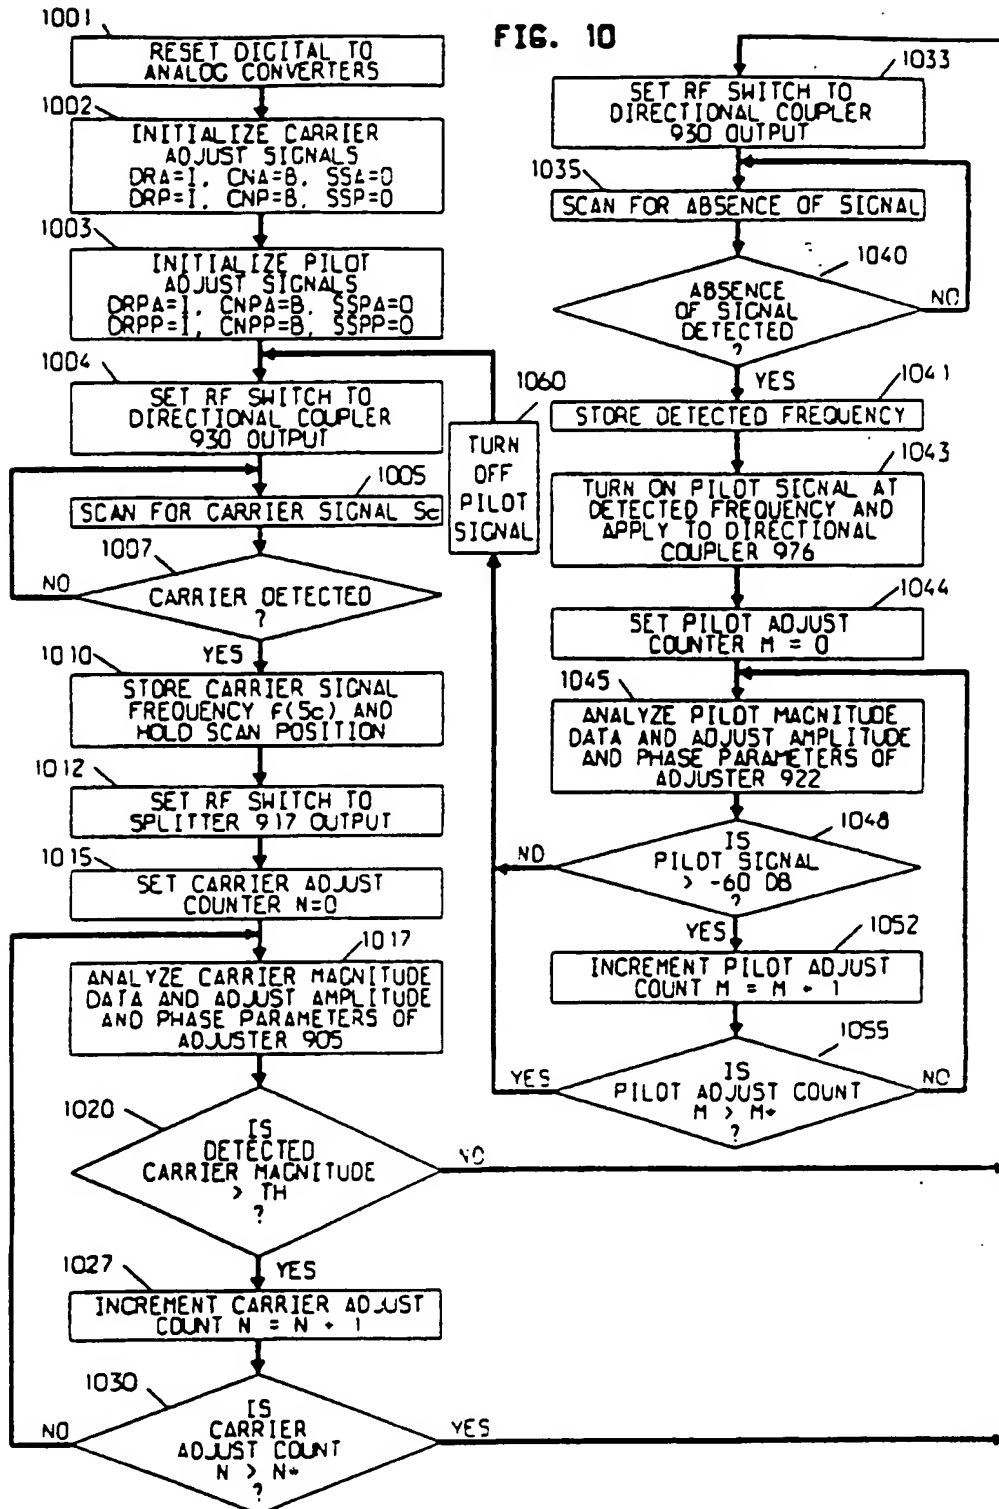 FIG. 10
1001
RESET DIGITAL TO
ANALOG CONVERTERS
1002
INITIALIZE CARRIER
ADJUST SIGNALS
DRA=I, CNA=B, SSA=0
DRP=I, CNP=B, SSP=0
1003
INITIALIZE PILOT
ADJUST SIGNALS
DRPA=I, CNPA=B, SSPA=0
DRPP=I, CNPP=B, SSPP=0
1004
SET RF SWITCH TO
DIRECTIONAL COUPLER
930 OUTPUT
1005
SCAN FOR CARRIER SIGNAL Sc
1007
CARRIER DETECTED
?
NO
YES
1010
STORE CARRIER SIGNAL
FREQUENCY f(Sc) AND
HOLD SCAN POSITION
1012
SET RF SWITCH TO
SPLITTER 917 OUTPUT
1015
SET CARRIER ADJUST
COUNTER N=0
1017
ANALYZE CARRIER MAGNITUDE
DATA AND ADJUST AMPLITUDE
AND PHASE PARAMETERS OF
ADJUSTER 905
1020
IS
DETECTED
CARRIER MAGNITUDE
> TH
?
NO
YES
1027
INCREMENT CARRIER ADJUST
COUNT N = N + 1
1030
IS
CARRIER
ADJUST COUNT
N > N*
?
NO
YES
1033
SET RF SWITCH TO
DIRECTIONAL COUPLER
930 OUTPUT
1035
SCAN FOR ABSENCE OF SIGNAL
1040
ABSENCE
OF SIGNAL
DETECTED
?
NO
YES
1041
STORE DETECTED FREQUENCY
1043
TURN ON PILOT SIGNAL AT
DETECTED FREQUENCY AND
APPLY TO DIRECTIONAL
COUPLER 976
1044
SET PILOT ADJUST
COUNTER M = 0
1045
ANALYZE PILOT MAGNITUDE
DATA AND ADJUST AMPLITUDE
AND PHASE PARAMETERS OF
ADJUSTER 922
1048
IS
PILOT SIGNAL
> -60 DB
?
NO
YES
1052
INCREMENT PILOT ADJUST
COUNT M = M + 1
1055
IS
PILOT ADJUST COUNT
M > M*
?
YES
NO
1060
TURN
OFF
PILOT
SIGNAL